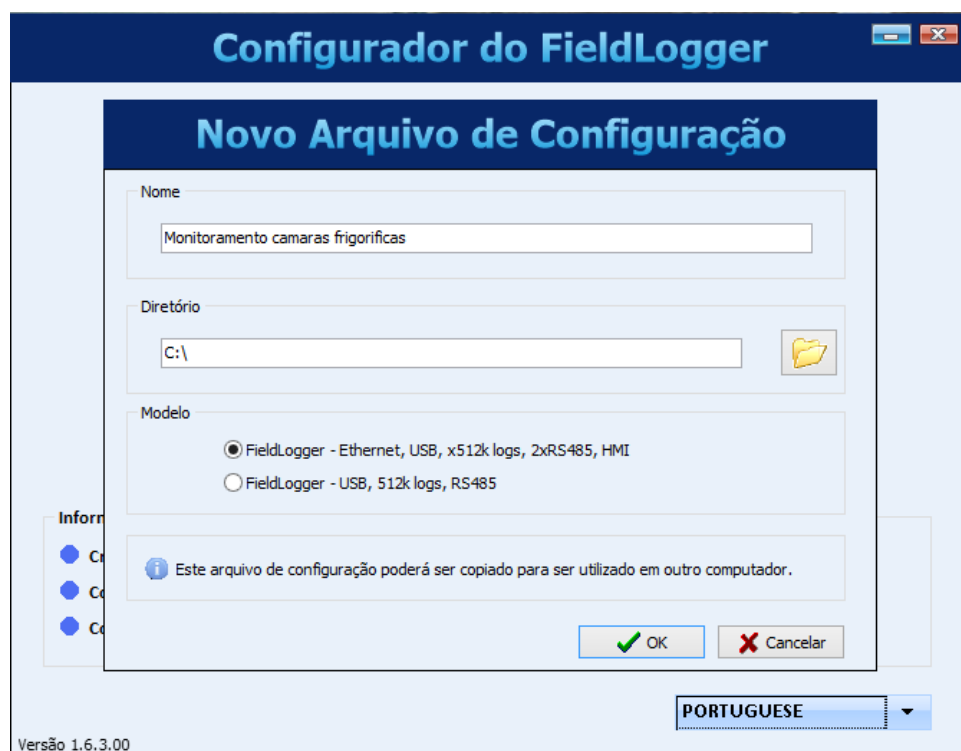 Configurador do FieldLogger
Novo Arquivo de Configuração
Nome
Monitoramento camaras frigorificas
Diretório
C:\
Modelo
FieldLogger - Ethernet, USB, x512k logs, 2xRS485, HMI
FieldLogger - USB, 512k logs, RS485
Este arquivo de configuração poderá ser copiado para ser utilizado em outro computador.
OK
Cancelar
PORTUGUESE
Versão 1.6.3.00